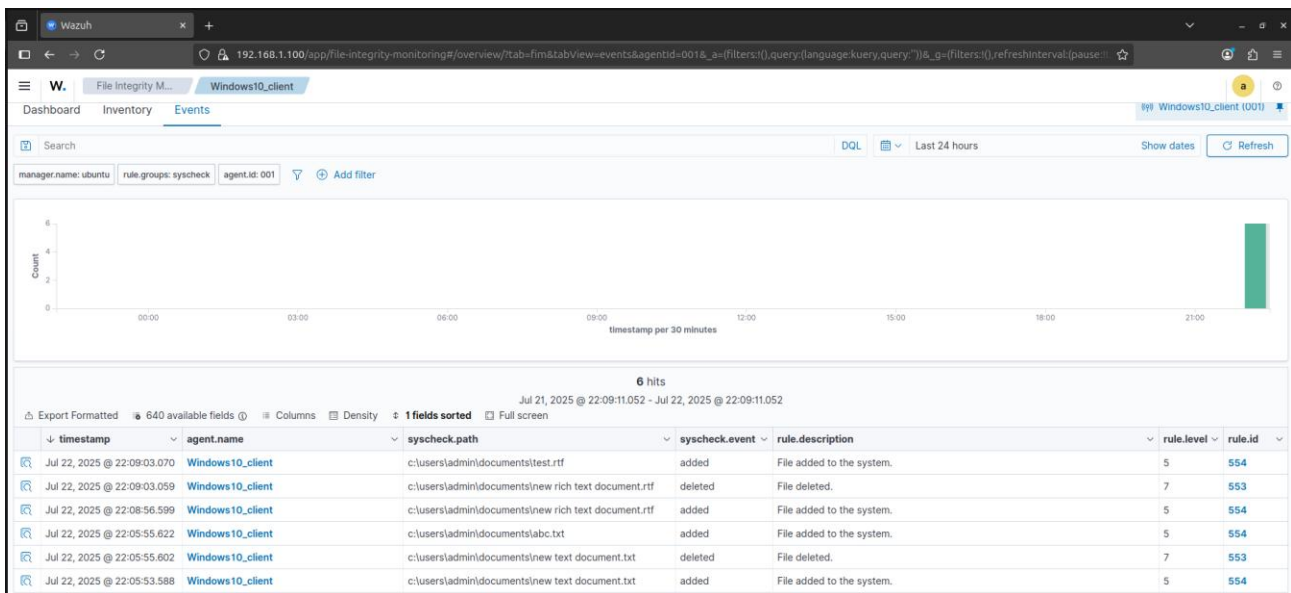 Wazuh
192.168.1.100/app/file-integrity-monitoring#/overview/?tab=fim&tabView=events&agentId=001&_a=(filters:!(),query:(language:kuery,query:''))&_g=(filters:!(),refreshInterval:(pause:
W. File Integrity M... Windows10_client a
Dashboard Inventory Events Windows10_client (001)
Search DQL Last 24 hours Show dates Refresh
manager.name: ubuntu rule.groups: syscheck agent.id: 001 Add filter
6
4
2
0
Count
00:00 03:00 06:00 09:00 12:00 15:00 18:00 21:00
timestamp per 30 minutes
6 hits
Jul 21, 2025 @ 22:09:11.052 - Jul 22, 2025 @ 22:09:11.052
Export Formatted 640 available fields Columns Density 1 fields sorted Full screen
timestamp agent.name syscheck.path syscheck.event rule.description rule.level rule.id
Jul 22, 2025 @ 22:09:03.070 Windows10_client c:\users\admin\documents\test.rtf added File added to the system. 5 554
Jul 22, 2025 @ 22:09:03.059 Windows10_client c:\users\admin\documents\new rich text document.rtf deleted File deleted. 7 553
Jul 22, 2025 @ 22:08:56.599 Windows10_client c:\users\admin\documents\new rich text document.rtf added File added to the system. 5 554
Jul 22, 2025 @ 22:05:55.622 Windows10_client c:\users\admin\documents\abc.txt added File added to the system. 5 554
Jul 22, 2025 @ 22:05:55.602 Windows10_client c:\users\admin\documents\new text document.txt deleted File deleted. 7 553
Jul 22, 2025 @ 22:05:53.588 Windows10_client c:\users\admin\documents\new text document.txt added File added to the system. 5 554